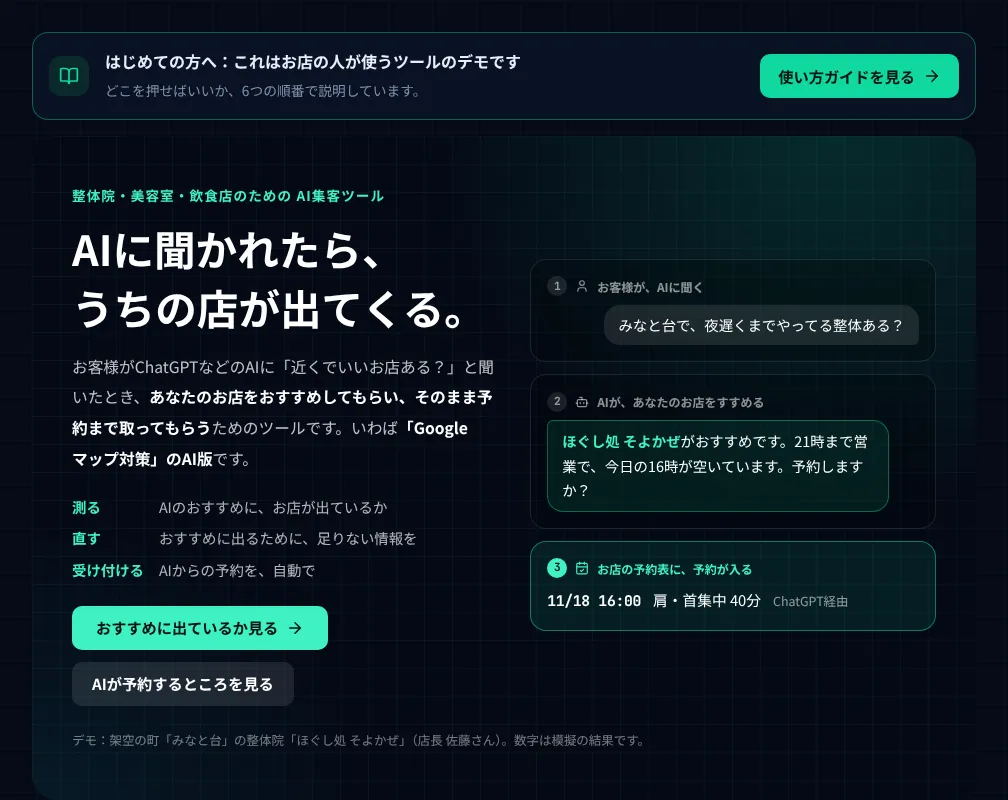 はじめての方へ：これはお店の人が使うツールのデモです
どこを押せばいいか、6つの順番で説明しています。
使い方ガイドを見る →
整体院・美容室・飲食店のための AI集客ツール
AIに聞かれたら、
うちの店が出てくる。
お客様がChatGPTなどのAIに「近くでいいお店ある？」と聞
いたとき、あなたのお店をおすすめしてもらい、そのまま予
約まで取ってもらうためのツールです。いわば「Google
マップ対策」のAI版です。
測る AIのおすすめに、お店が出ているか
直す おすすめに出るために、足りない情報を
受け付ける AIからの予約を、自動で
おすすめに出ているか見る →
AIが予約するところを見る
1 お客様が、AIに聞く
みなと台で、夜遅くまでやってる整体ある？
2 AIが、あなたのお店をすすめる
ほぐし処 そよかぜがおすすめです。21時まで営
業で、今日の16時が空いています。予約します
か？
3 お店の予約表に、予約が入る
11/18 16:00 肩・首集中 40分 ChatGPT経由
デモ：架空の町「みなと台」の整体院「ほぐし処 そよかぜ」（店長 佐藤さん）。数字は模擬の結果です。